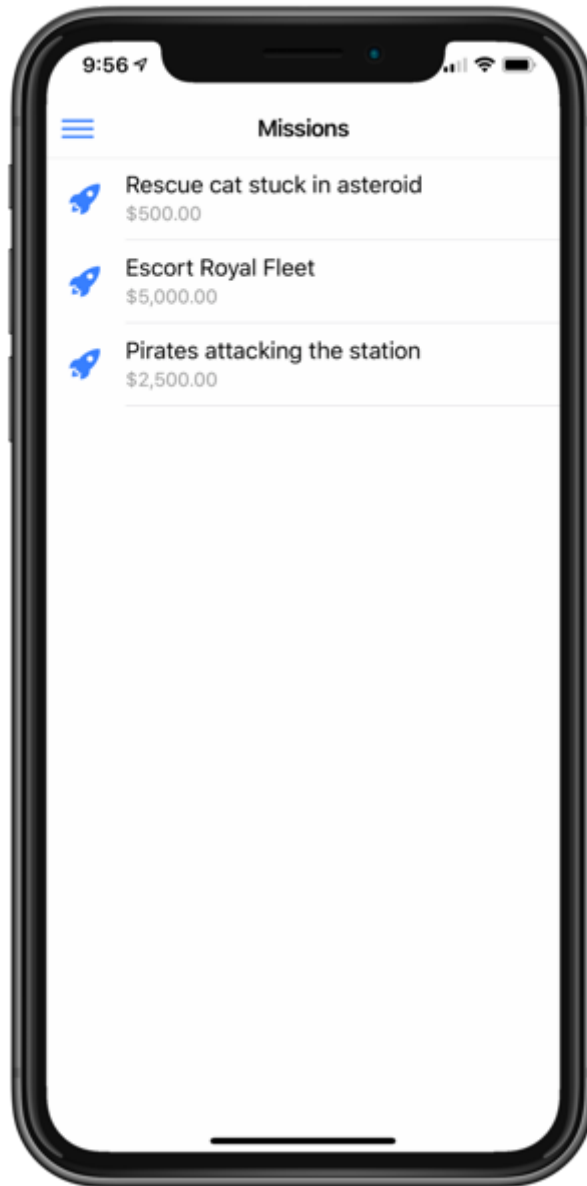 9:56
Missions
Rescue cat stuck in asteroid
$500.00
Escort Royal Fleet
$5,000.00
Pirates attacking the station
$2,500.00